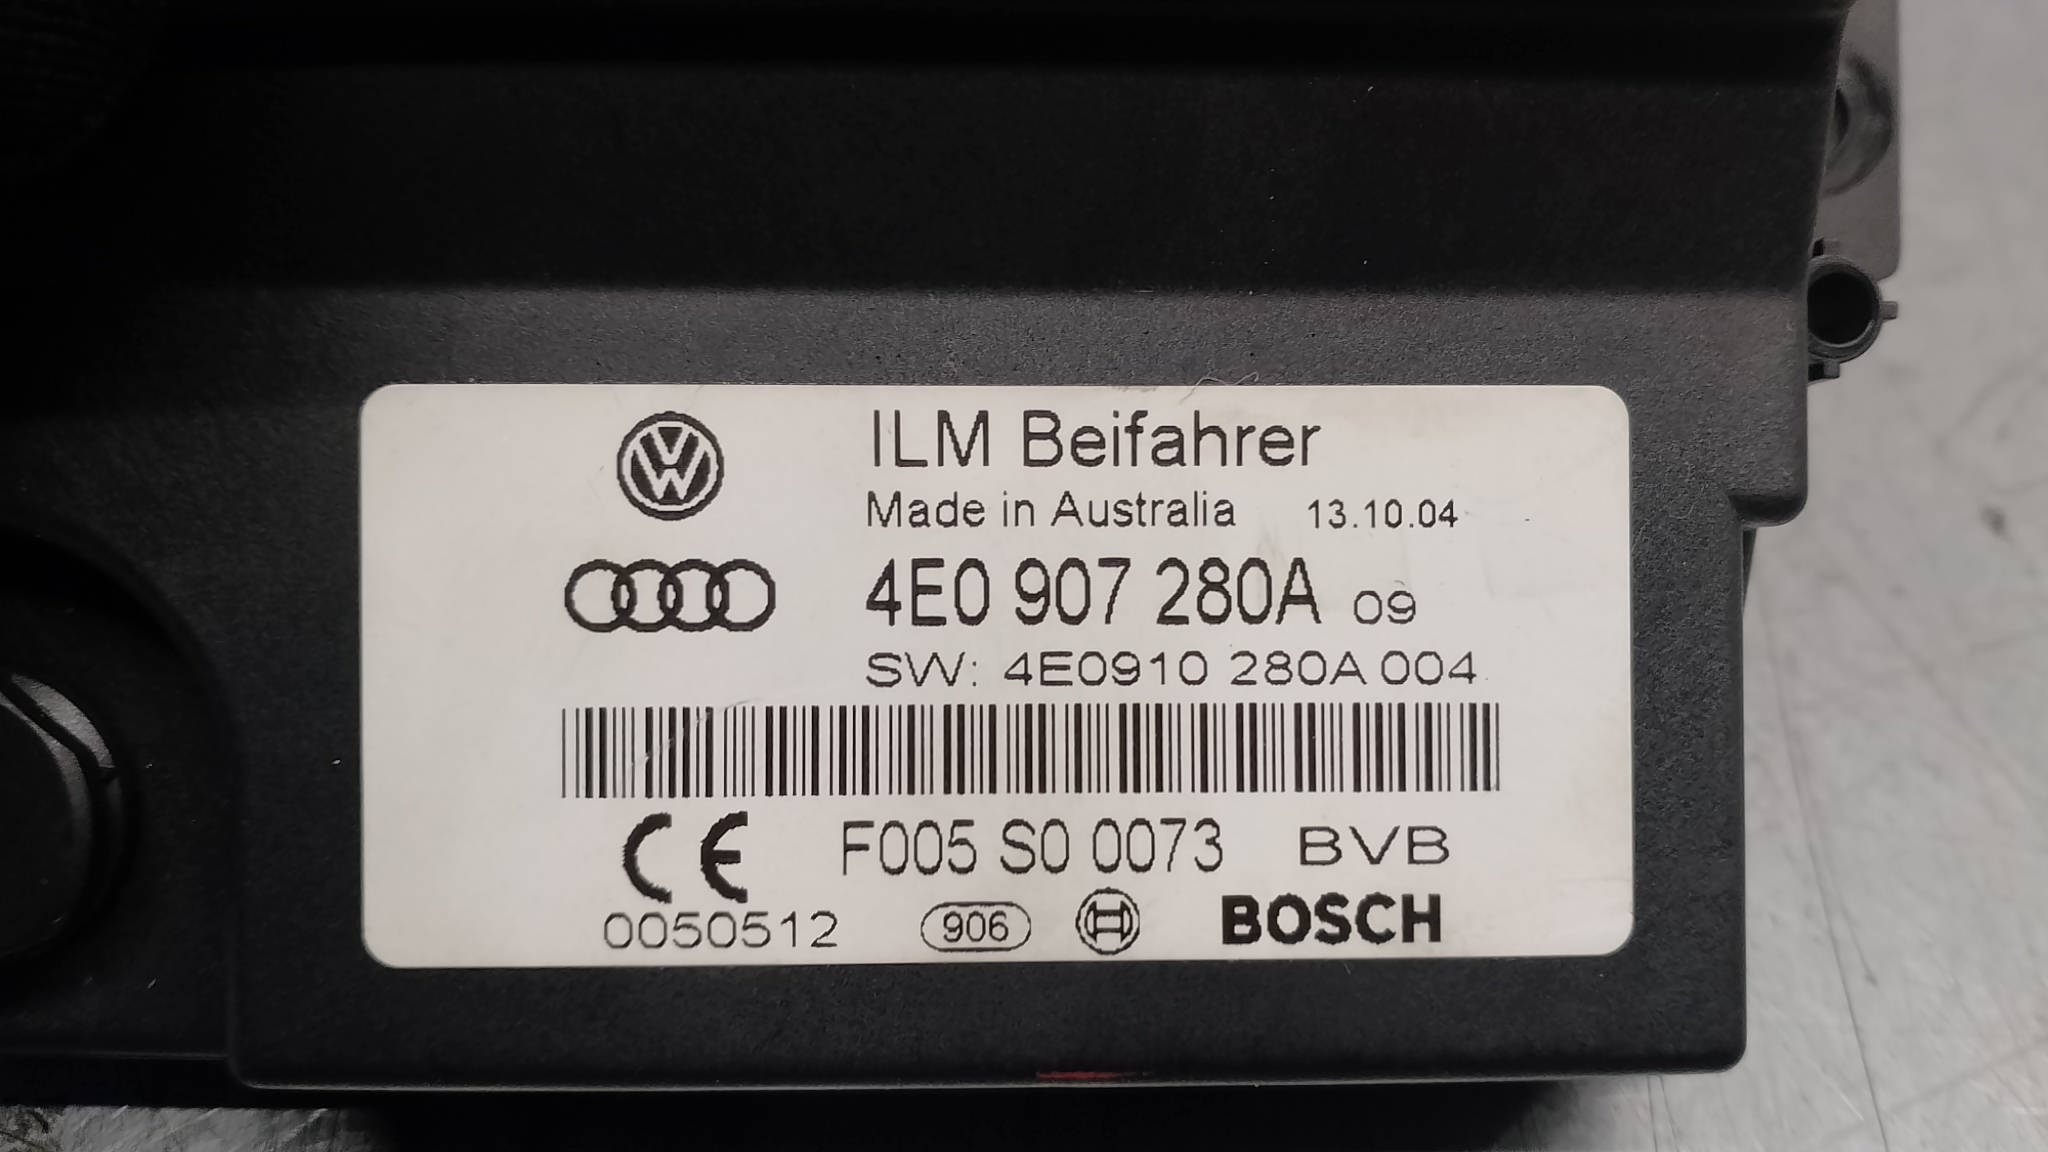 ILM Beifahrer
Made in Australia 13.10.04
4E0 907 280A 09
SW: 4E0910 280A 004
CE F005 S0 0073 BVB
0050512 906 BOSCH